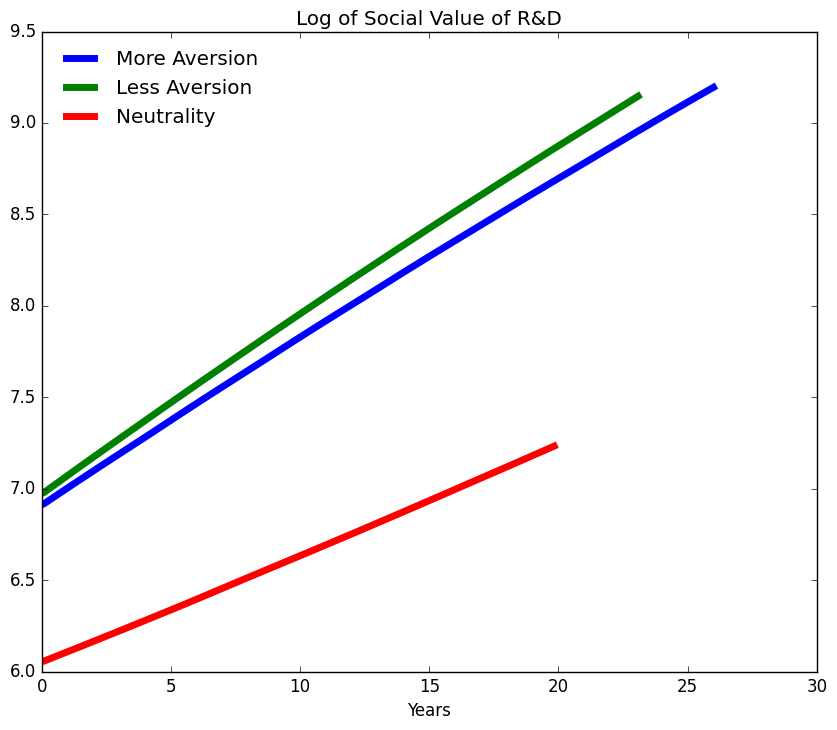 Log of Social Value of R&D
9.5
9.0
8.5
8.0
7.5
7.0
6.5
6.0
More Aversion
Less Aversion
Neutrality
0 5 10 15 20 25 30
Years